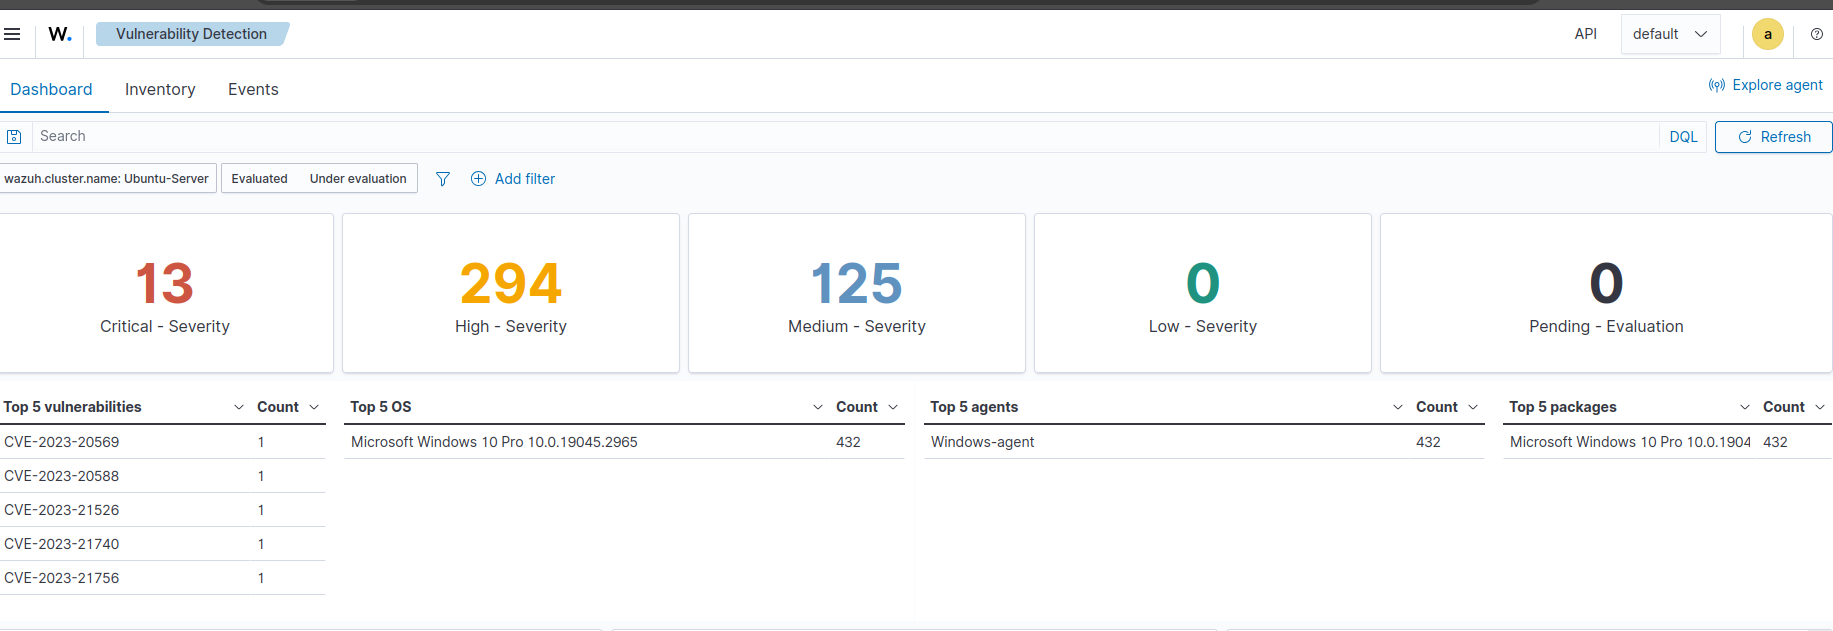 W. Vulnerability Detection API default a
Dashboard Inventory Events Explore agent
Search DQL Refresh
wazuh.cluster.name: Ubuntu-Server Evaluated Under evaluation Add filter
13 294 125 0 0
Critical - Severity High - Severity Medium - Severity Low - Severity Pending - Evaluation
Top 5 vulnerabilities Count Top 5 OS Count Top 5 agents Count Top 5 packages Count
CVE-2023-20569 1 Microsoft Windows 10 Pro 10.0.19045.2965 432 Windows-agent 432 Microsoft Windows 10 Pro 10.0.1904 432
CVE-2023-20588 1
CVE-2023-21526 1
CVE-2023-21740 1
CVE-2023-21756 1